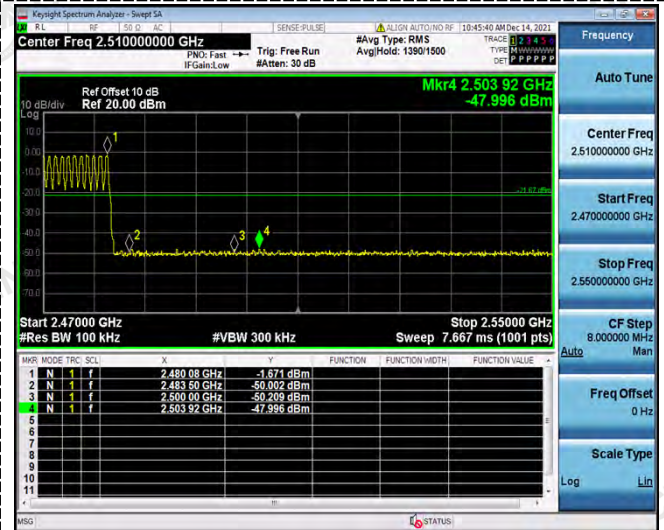 Keysight Spectrum Analyzer - Swept SA
RL RF 50 Ω AC SENSE:PULSE ALIGN AUTO/NO RF 10:45:40 AM Dec 14, 2021
Center Freq 2.510000000 GHz #Avg Type: RMS TRACE 1 2 3 4 5 6
PNO: Fast Trig: Free Run Avg|Hold: 1390/1500 TYPE M WWWWW
IFGain:Low #Atten: 30 dB DET P P P P P P
Mkr4 2.503 92 GHz
-47.996 dBm
Ref Offset 10 dB
10 dB/div Ref 20.00 dBm
Log
10.0
1
0.00
-10.0
-20.0
-21.67 dBm
-30.0
-40.0
2 3 4
-50.0
-60.0
-70.0
Start 2.47000 GHz Stop 2.55000 GHz
#Res BW 100 kHz #VBW 300 kHz Sweep 7.667 ms (1001 pts)
MKR MODE TRC SCL X Y FUNCTION FUNCTION WIDTH FUNCTION VALUE
1 N 1 f 2.480 08 GHz -1.671 dBm
2 N 1 f 2.483 50 GHz -50.002 dBm
3 N 1 f 2.500 00 GHz -50.209 dBm
4 N 1 f 2.503 92 GHz -47.996 dBm
5
6
7
8
9
10
11
MSG STATUS
Frequency
Auto Tune
Center Freq
2.510000000 GHz
Start Freq
2.470000000 GHz
Stop Freq
2.550000000 GHz
CF Step
8.000000 MHz
Auto Man
Freq Offset
0 Hz
Scale Type
Log Lin